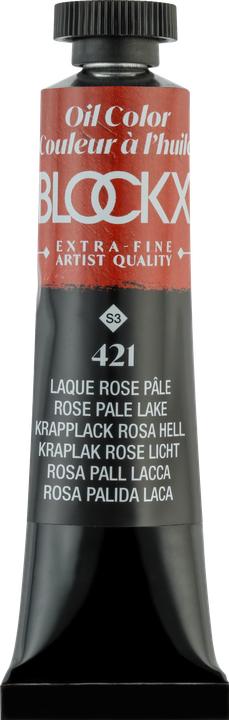 Oil Color
Couleur à l'huile
BLOCKX
EXTRA-FINE
ARTIST QUALITY
S3
421
LAQUE ROSE PÂLE
ROSE PALE LAKE
KRAPPLACK ROSA HELL
KRAPLAK ROSE LICHT
ROSA PALL LACCA
ROSA PALIDA LACA